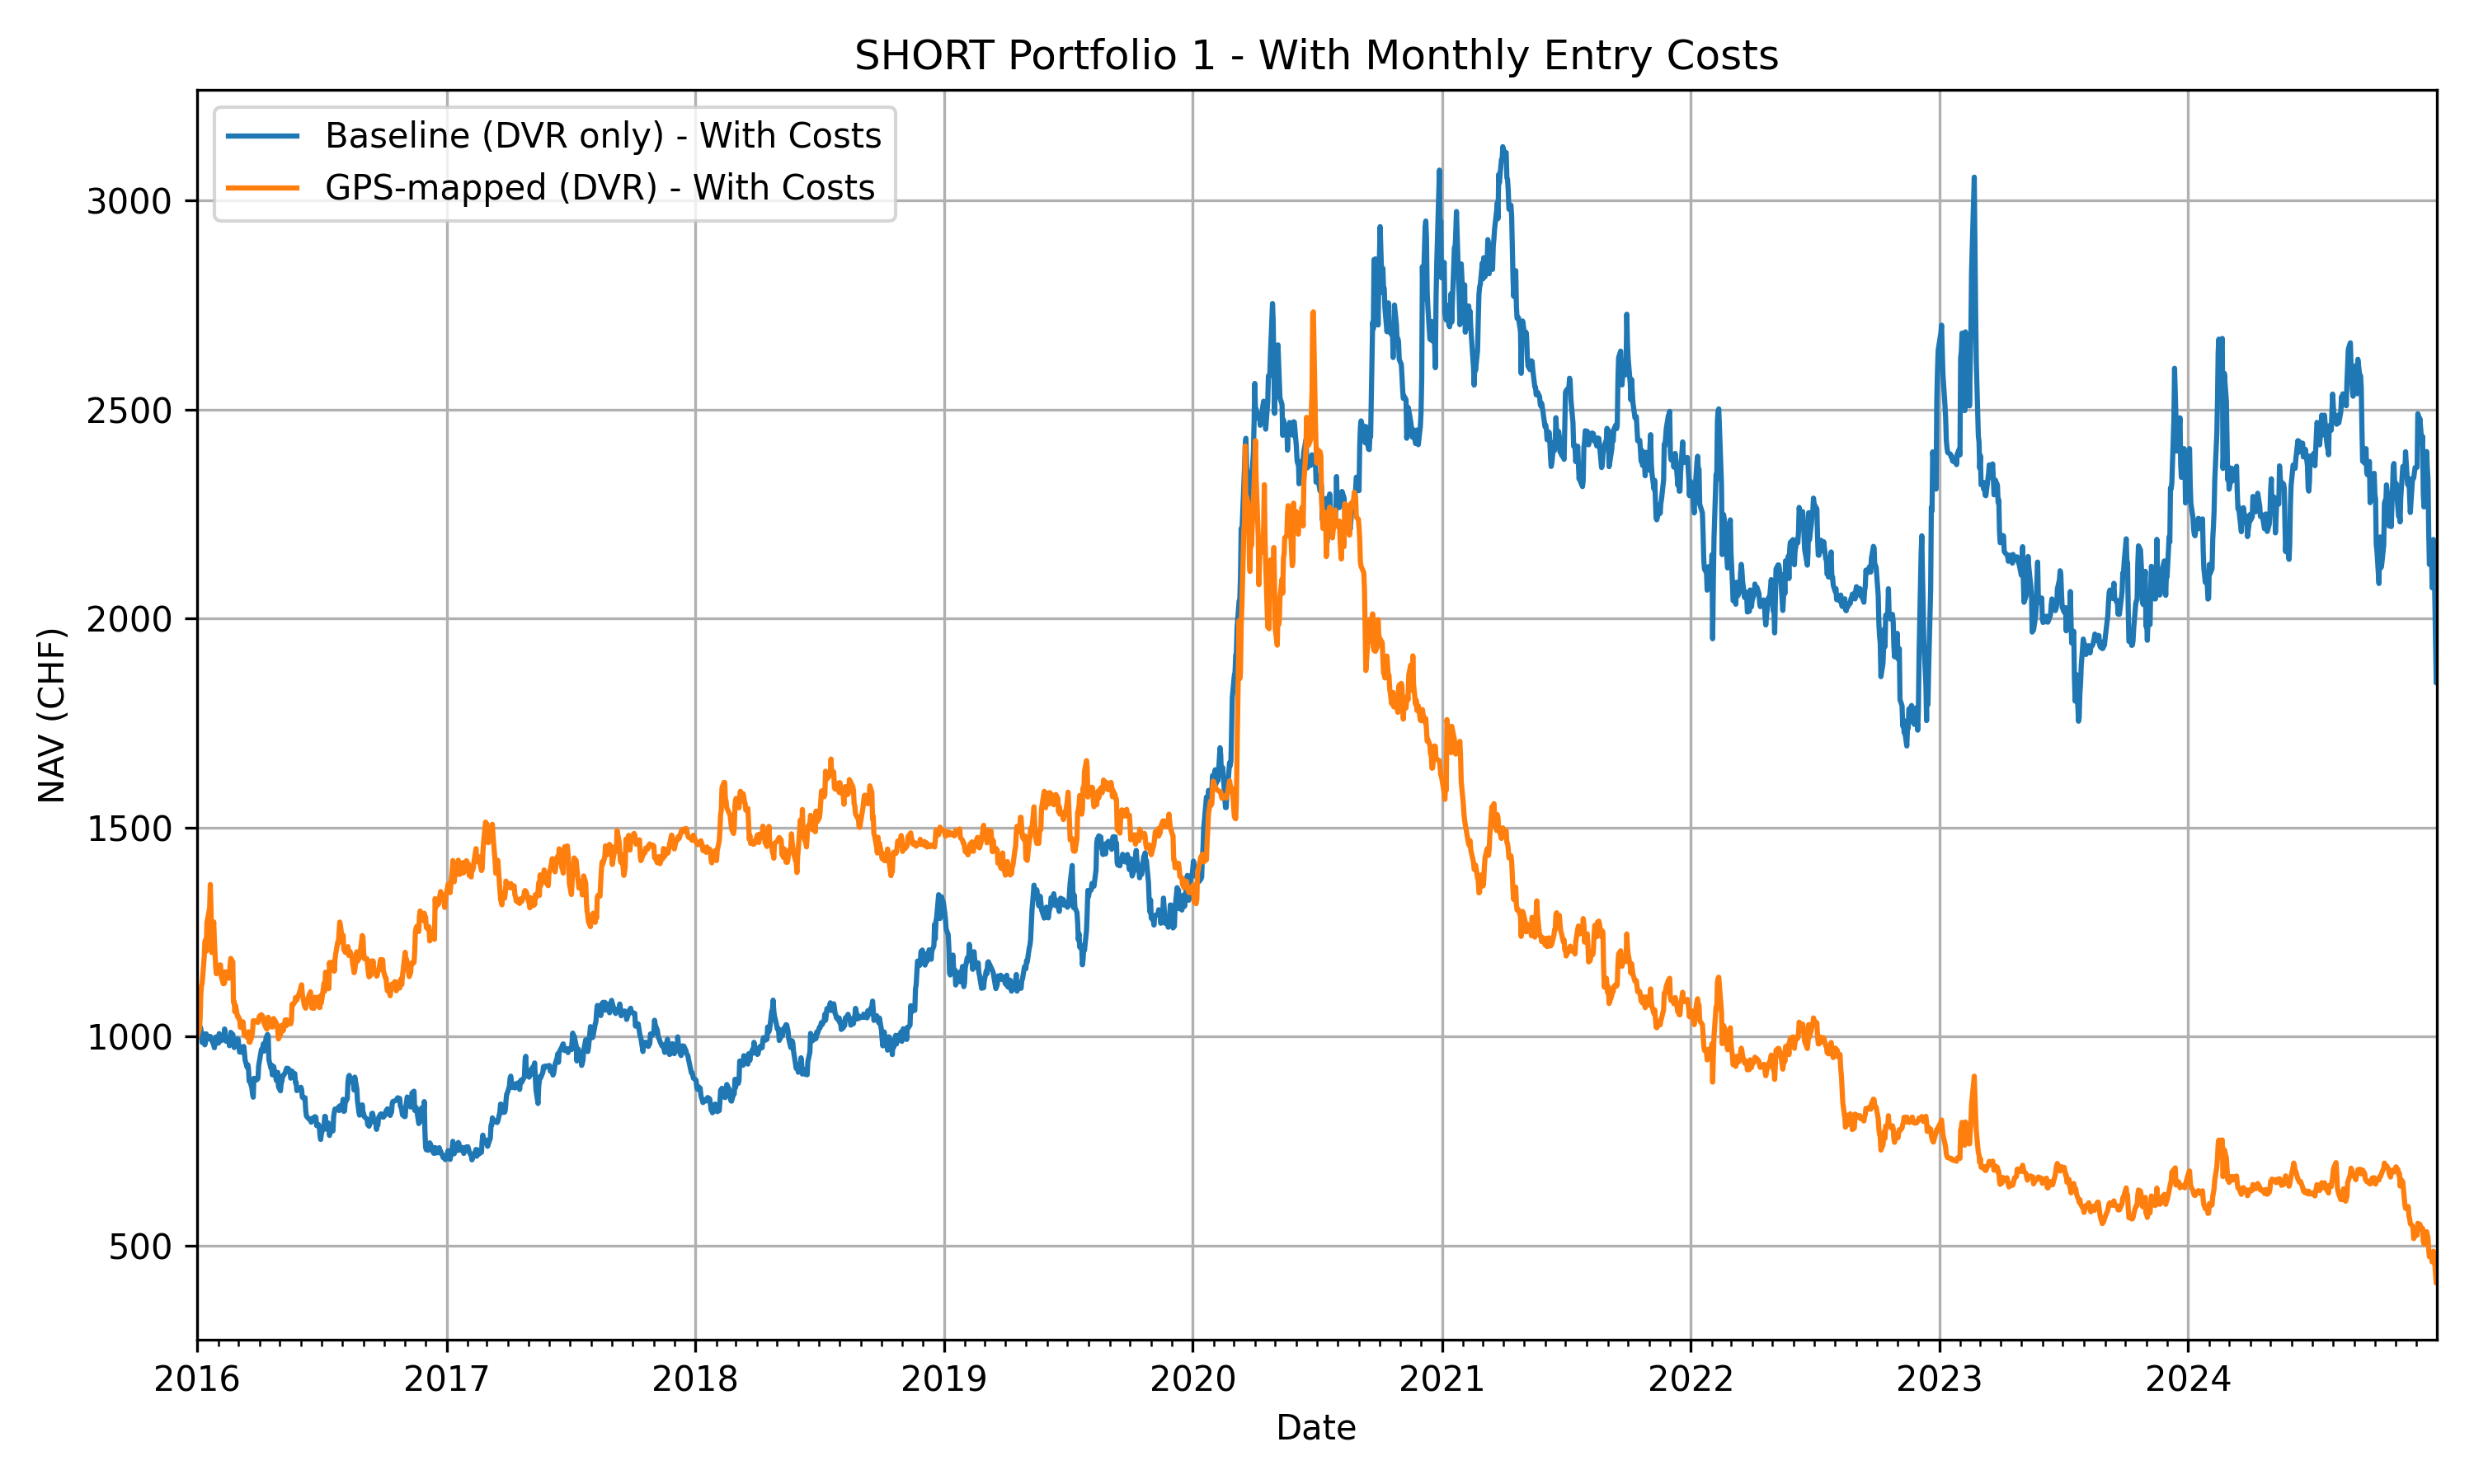 SHORT Portfolio 1 - With Monthly Entry Costs
Baseline (DVR only) - With Costs
GPS-mapped (DVR) - With Costs
3000
2500
2000
1500
1000
500
NAV (CHF)
2016 2017 2018 2019 2020 2021 2022 2023 2024
Date